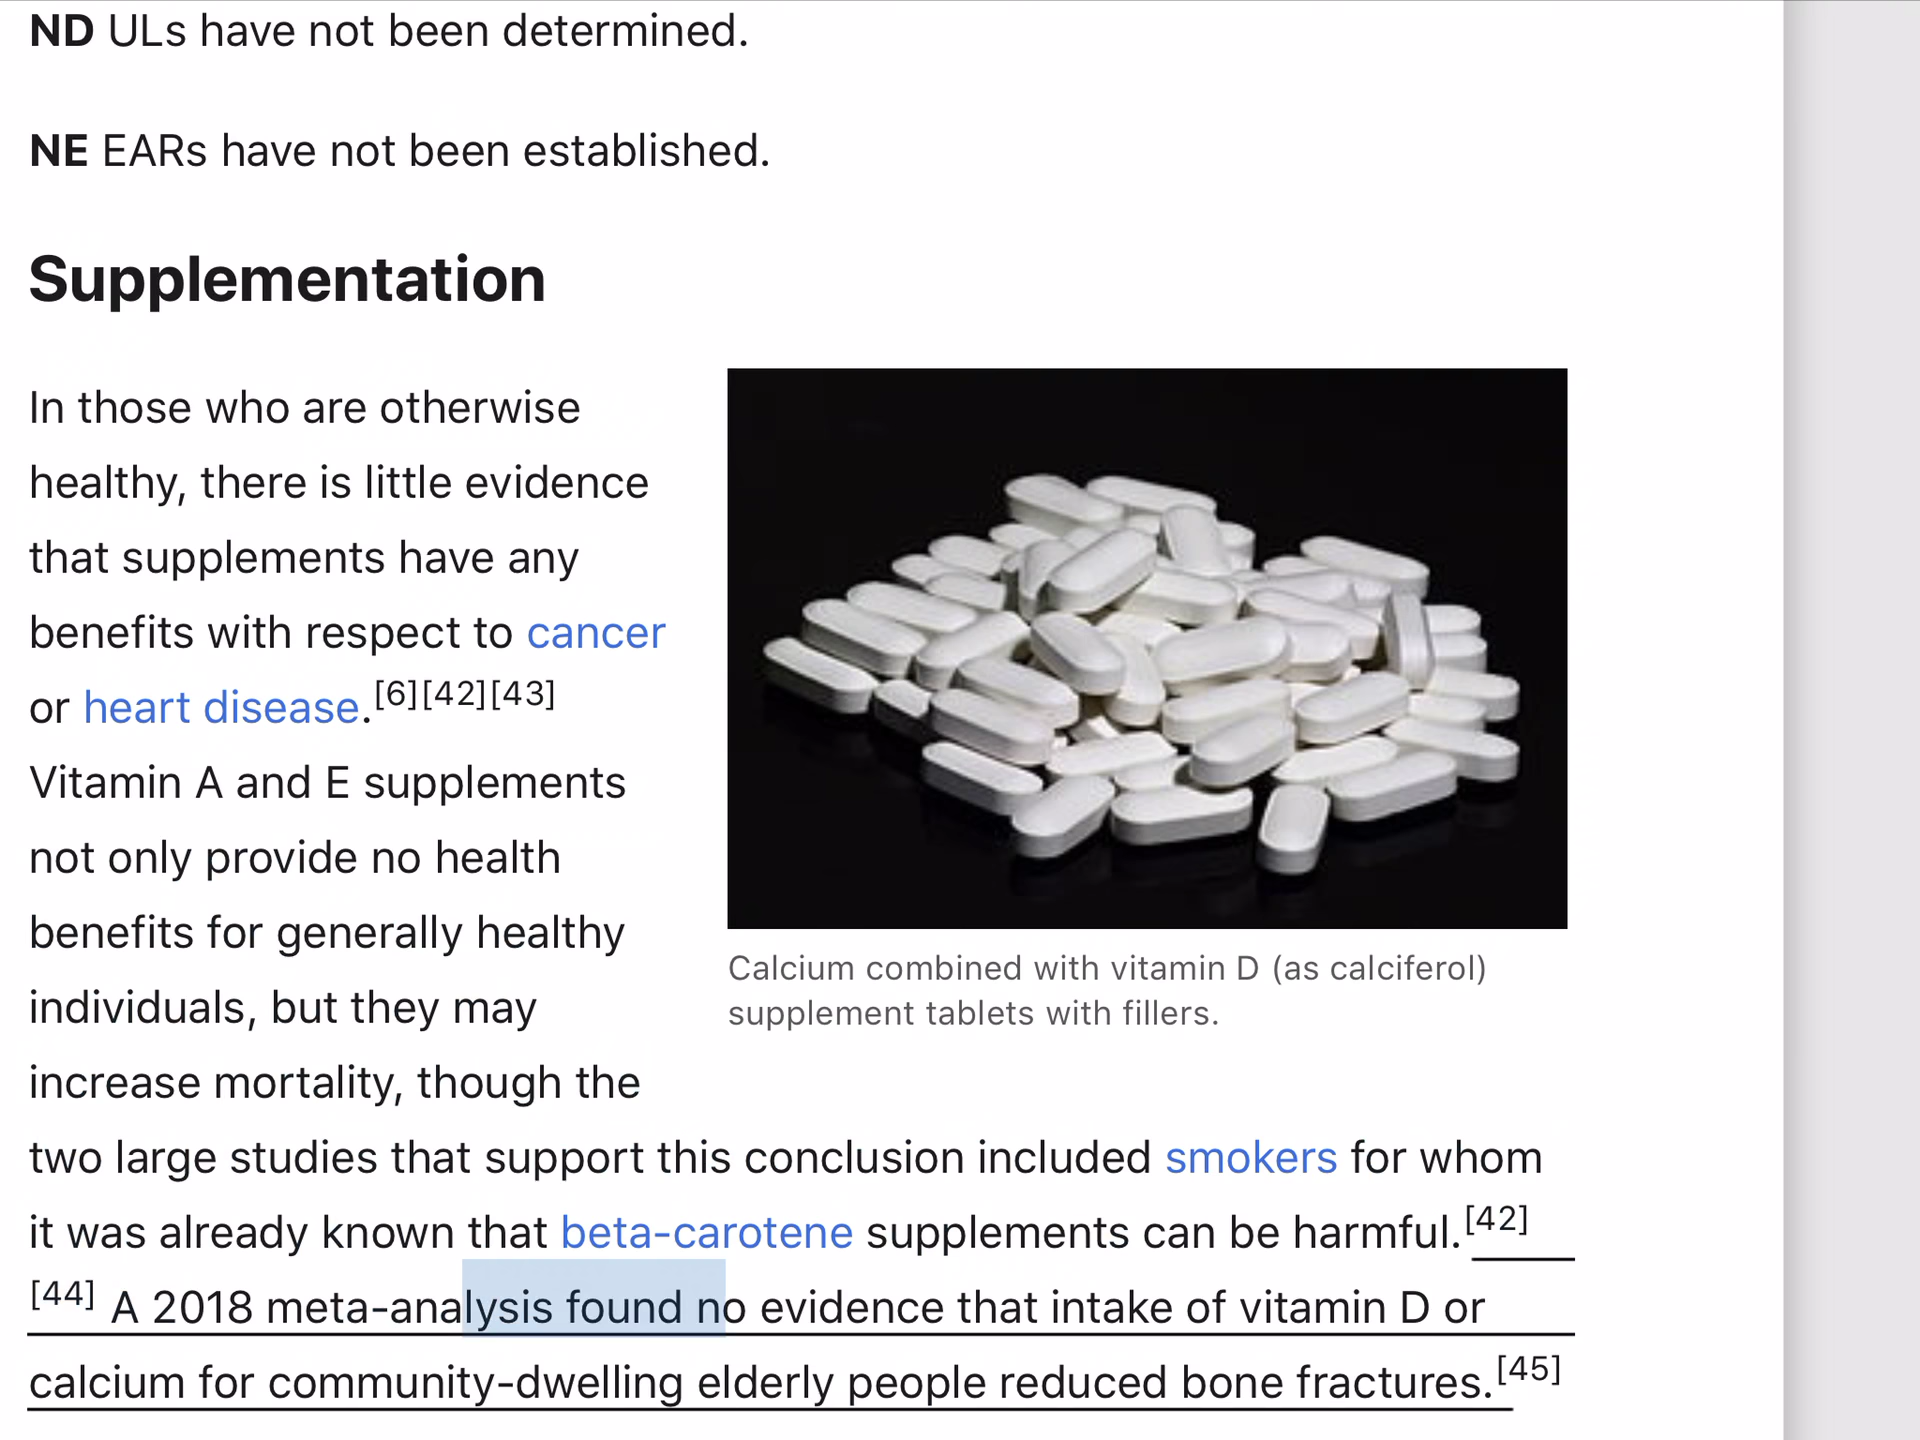 ND ULs have not been determined.
NE EARs have not been established.
Supplementation
In those who are otherwise
healthy, there is little evidence
that supplements have any
benefits with respect to cancer
or heart disease.[6][42][43]
Vitamin A and E supplements
not only provide no health
benefits for generally healthy
individuals, but they may
increase mortality, though the
two large studies that support this conclusion included smokers for whom
it was already known that beta-carotene supplements can be harmful.[42]
[44] A 2018 meta-analysis found no evidence that intake of vitamin D or
calcium for community-dwelling elderly people reduced bone fractures.[45]
Calcium combined with vitamin D (as calciferol)
supplement tablets with fillers.